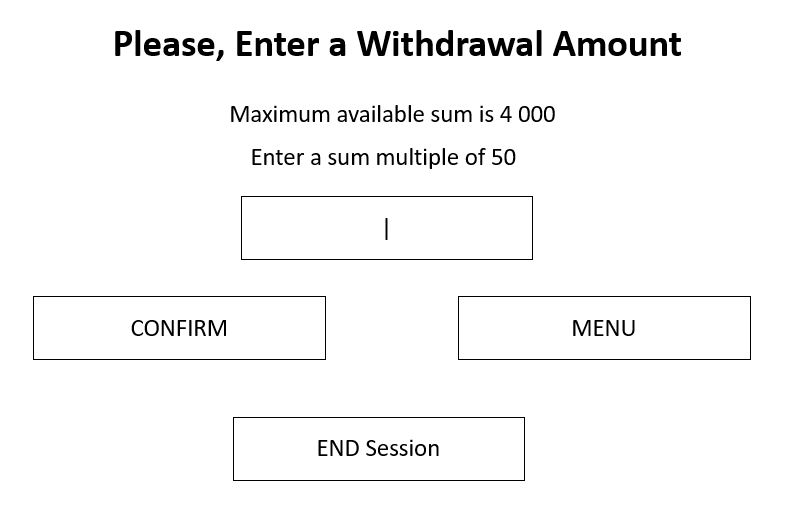 Please, Enter a Withdrawal Amount
Maximum available sum is 4 000
Enter a sum multiple of 50
CONFIRM
MENU
END Session